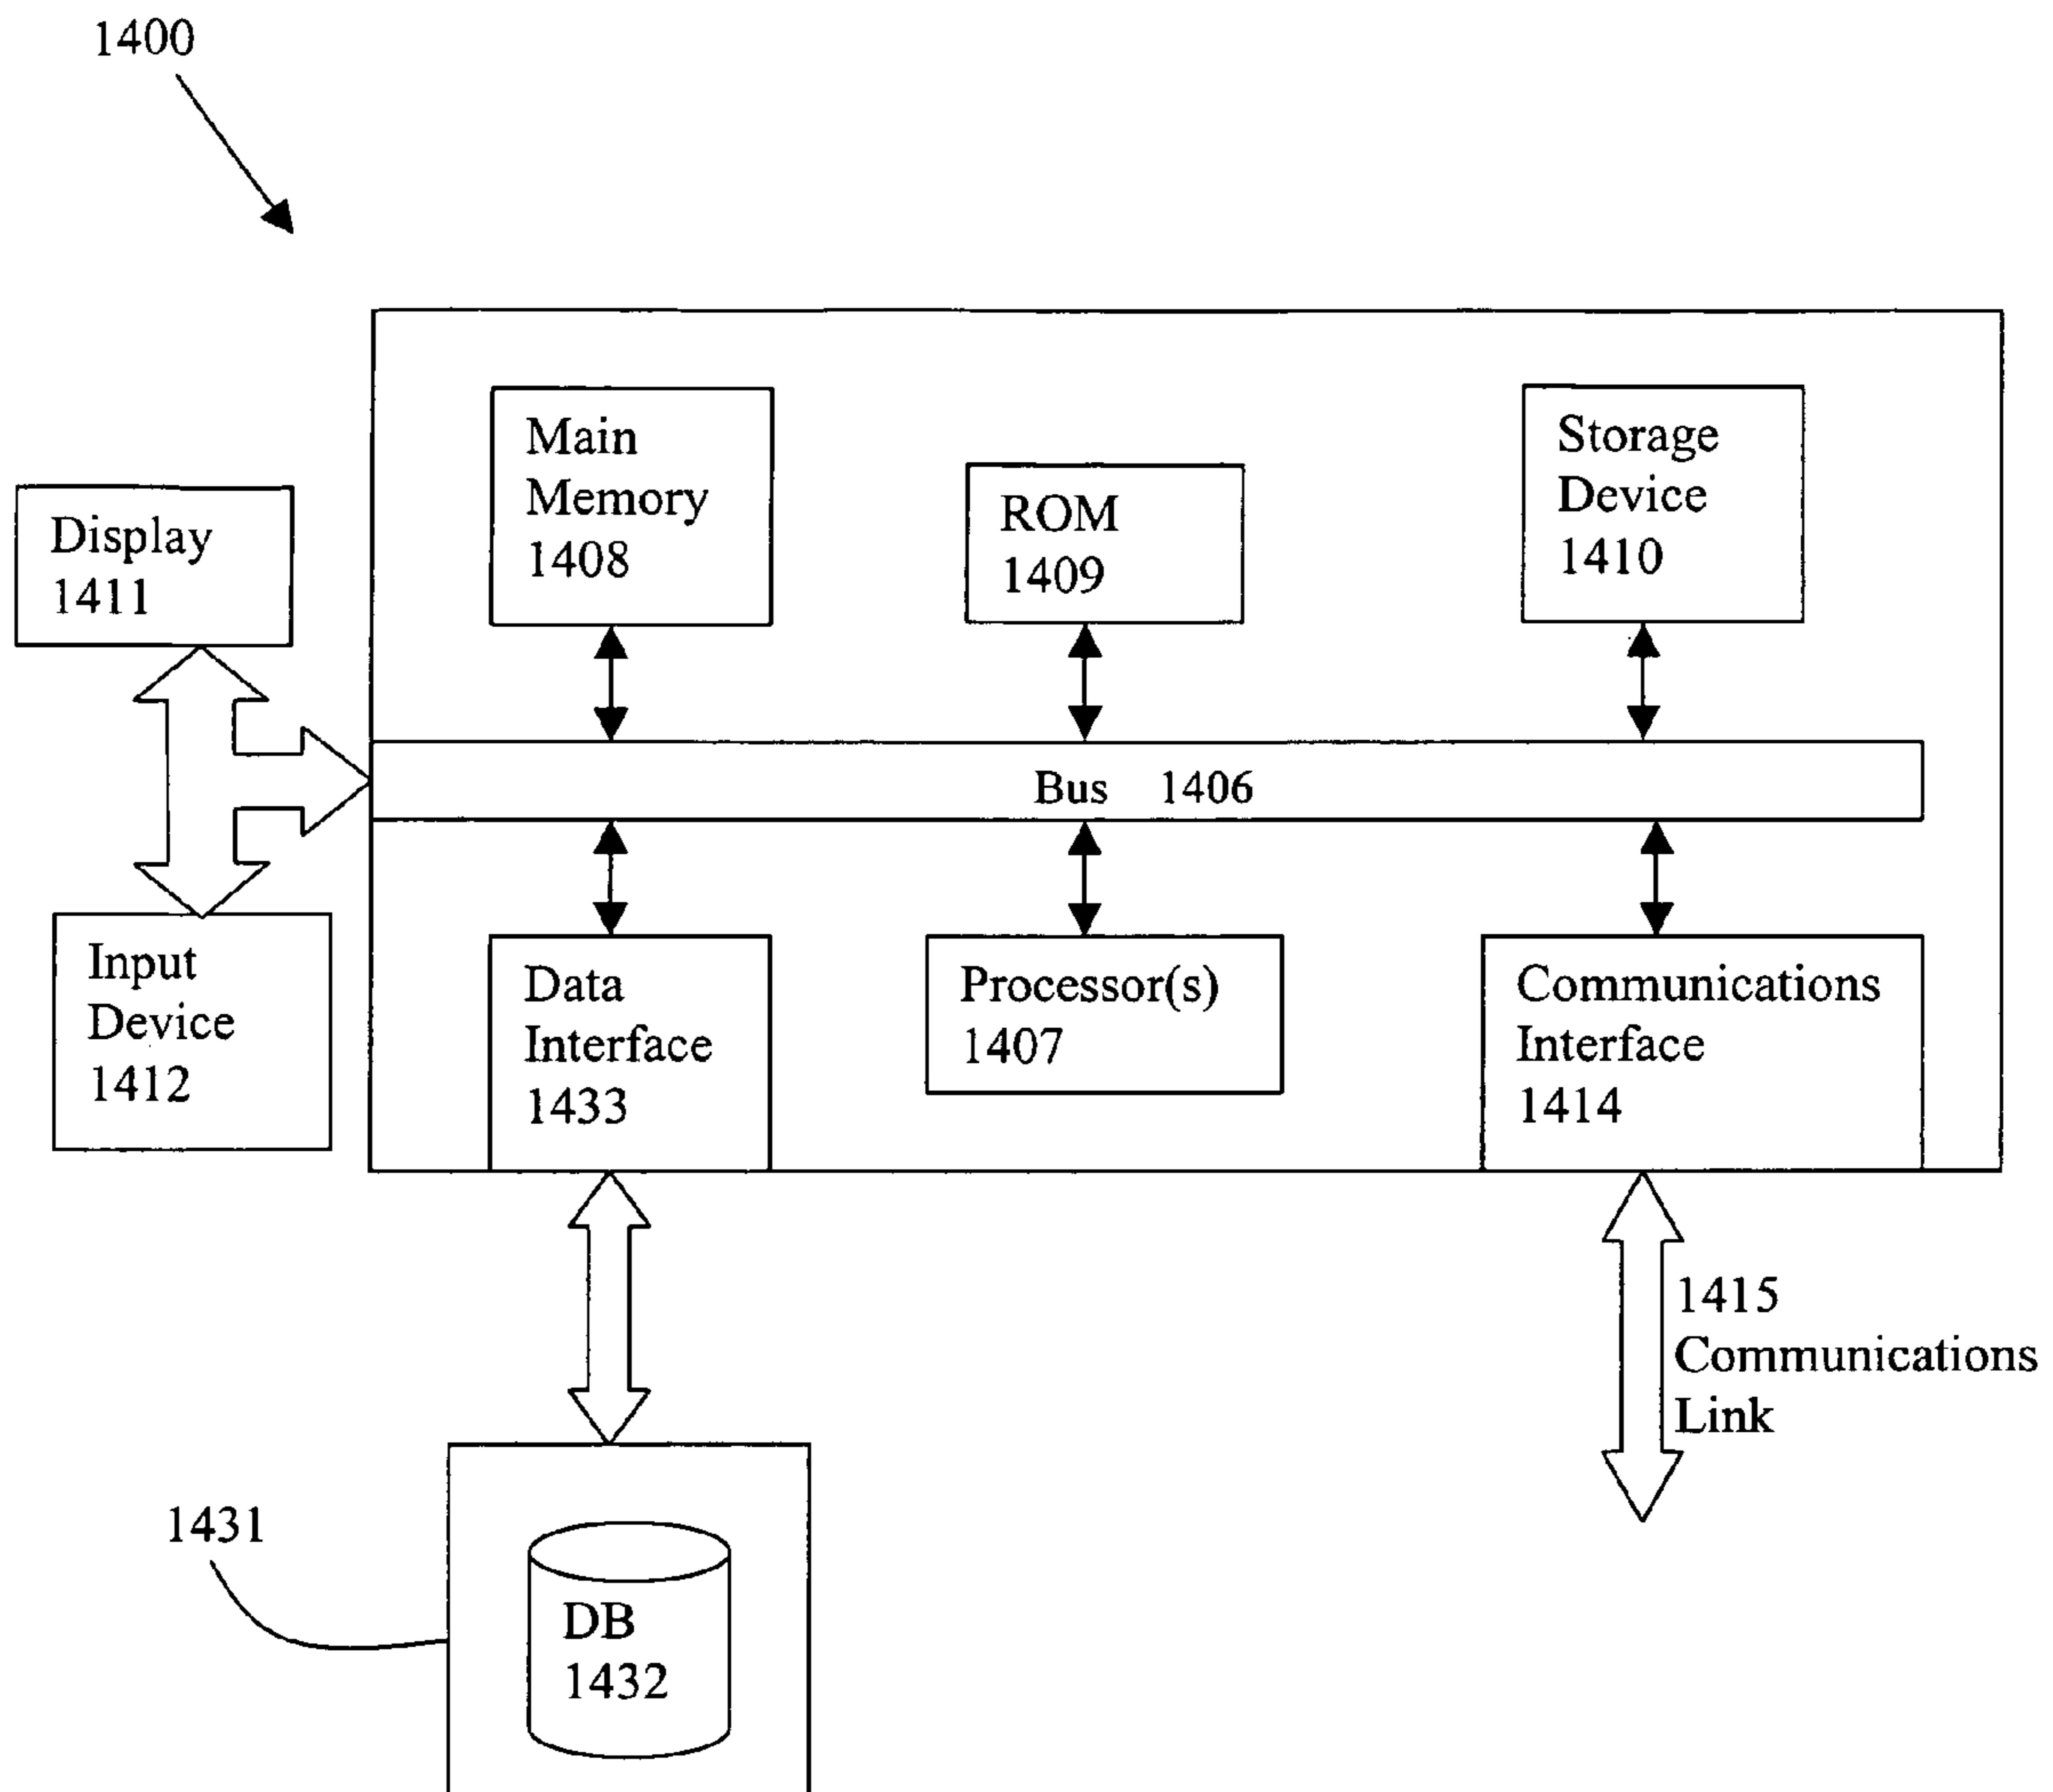 1400
Main
Memory
1408
ROM
1409
Storage
Device
1410
Display
1411
Bus 1406
Input
Device
1412
Data
Interface
1433
Processor(s)
1407
Communications
Interface
1414
1415
Communications
Link
1431
DB
1432